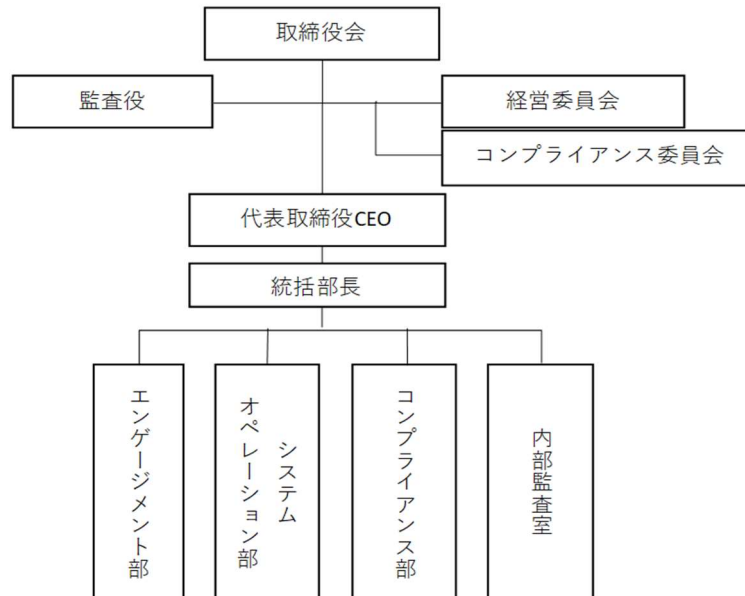 取締役会
監査役
経営委員会
コンプライアンス委員会
代表取締役CEO
統括部長
エンゲージメント部
システム
オペレーション部
コンプライアンス部
内部監査室